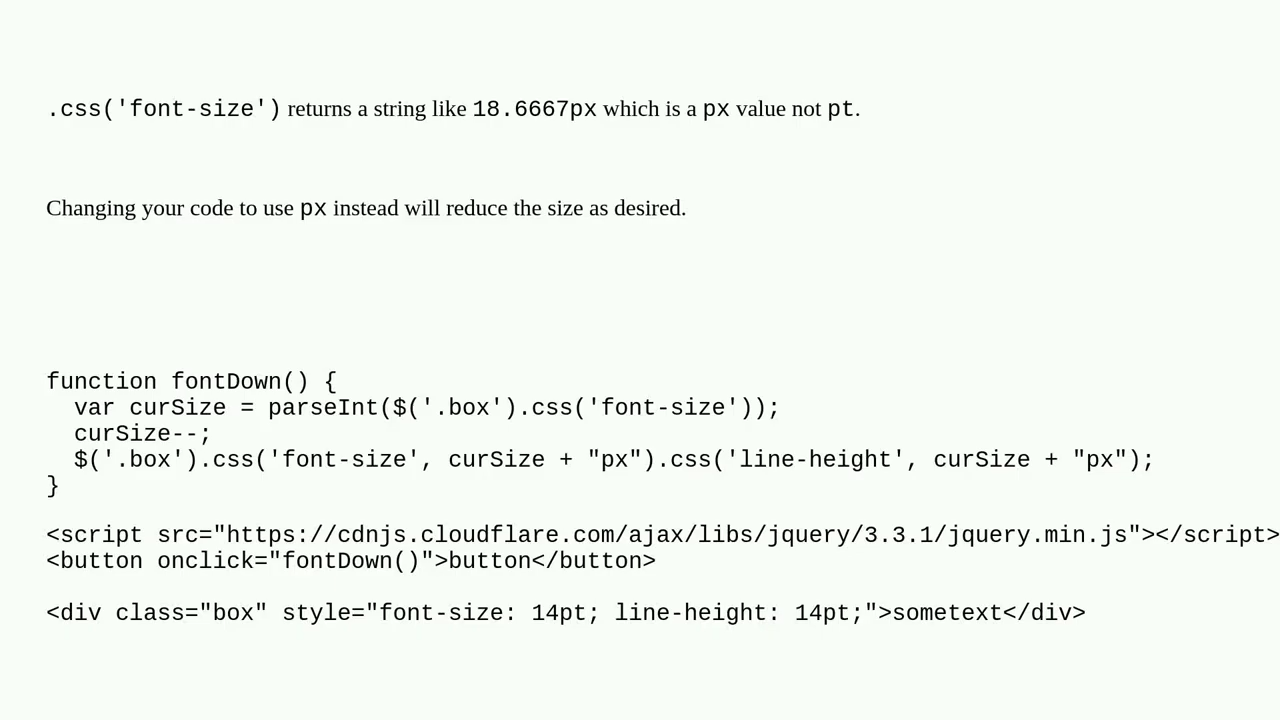 .css('font-size') returns a string like 18.6667px which is a px value not pt.
Changing your code to use px instead will reduce the size as desired.
function fontDown() {
  var curSize = parseInt($('.box').css('font-size'));
  curSize--;
  $('.box').css('font-size', curSize + "px").css('line-height', curSize + "px");
}
<script src="https://cdnjs.cloudflare.com/ajax/libs/jquery/3.3.1/jquery.min.js"></script>
<button onclick="fontDown()">button</button>
<div class="box" style="font-size: 14pt; line-height: 14pt;">sometext</div>